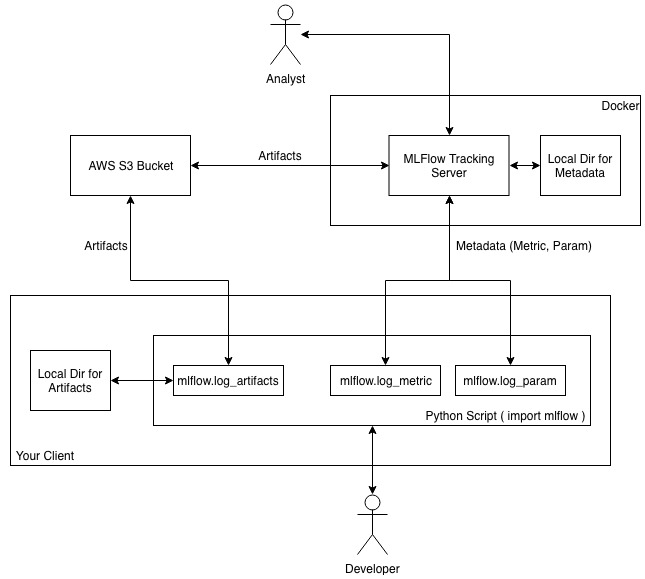 Analyst
Docker
AWS S3 Bucket
Artifacts
MLFlow Tracking
Server
Local Dir for
Metadata
Artifacts
Metadata (Metric, Param)
Local Dir for
Artifacts
mlflow.log_artifacts
mlflow.log_metric
mlflow.log_param
Python Script ( import mlflow )
Your Client
Developer